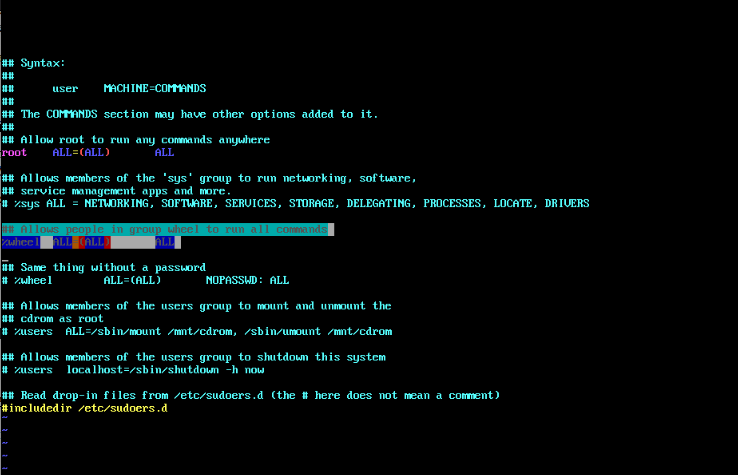 ## Syntax:
##
##      user    MACHINE=COMMANDS
##
## The COMMANDS section may have other options added to it.
##
## Allow root to run any commands anywhere
root    ALL=(ALL)       ALL
## Allows members of the 'sys' group to run networking, software,
## service management apps and more.
# %sys ALL = NETWORKING, SOFTWARE, SERVICES, STORAGE, DELEGATING, PROCESSES, LOCATE, DRIVERS
## Allows people in group wheel to run all commands
%wheel  ALL=(ALL)       ALL
## Same thing without a password
# %wheel        ALL=(ALL)       NOPASSWD: ALL
## Allows members of the users group to mount and unmount the
## cdrom as root
# %users  ALL=/sbin/mount /mnt/cdrom, /sbin/umount /mnt/cdrom
## Allows members of the users group to shutdown this system
# %users  localhost=/sbin/shutdown -h now
## Read drop-in files from /etc/sudoers.d (the # here does not mean a comment)
#includedir /etc/sudoers.d
~
~
~
~
~